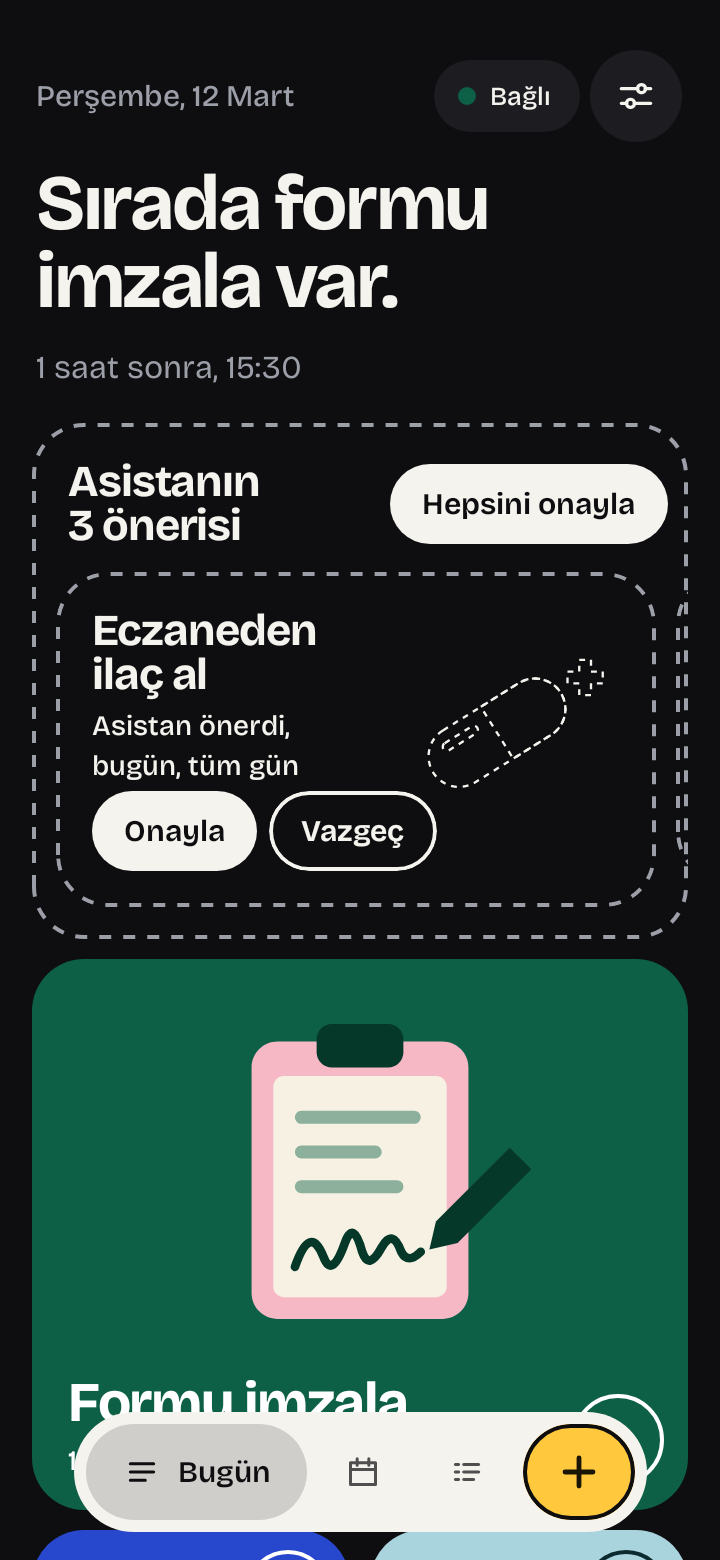 Perşembe, 12 Mart
Bağlı
Sırada formu
imzala var.
1 saat sonra, 15:30
Asistanın
3 önerisi
Hepsini onayla
Eczaneden
ilaç al
Asistan önerdi,
bugün, tüm gün
Onayla
Vazgeç
Formu imzala
Bugün